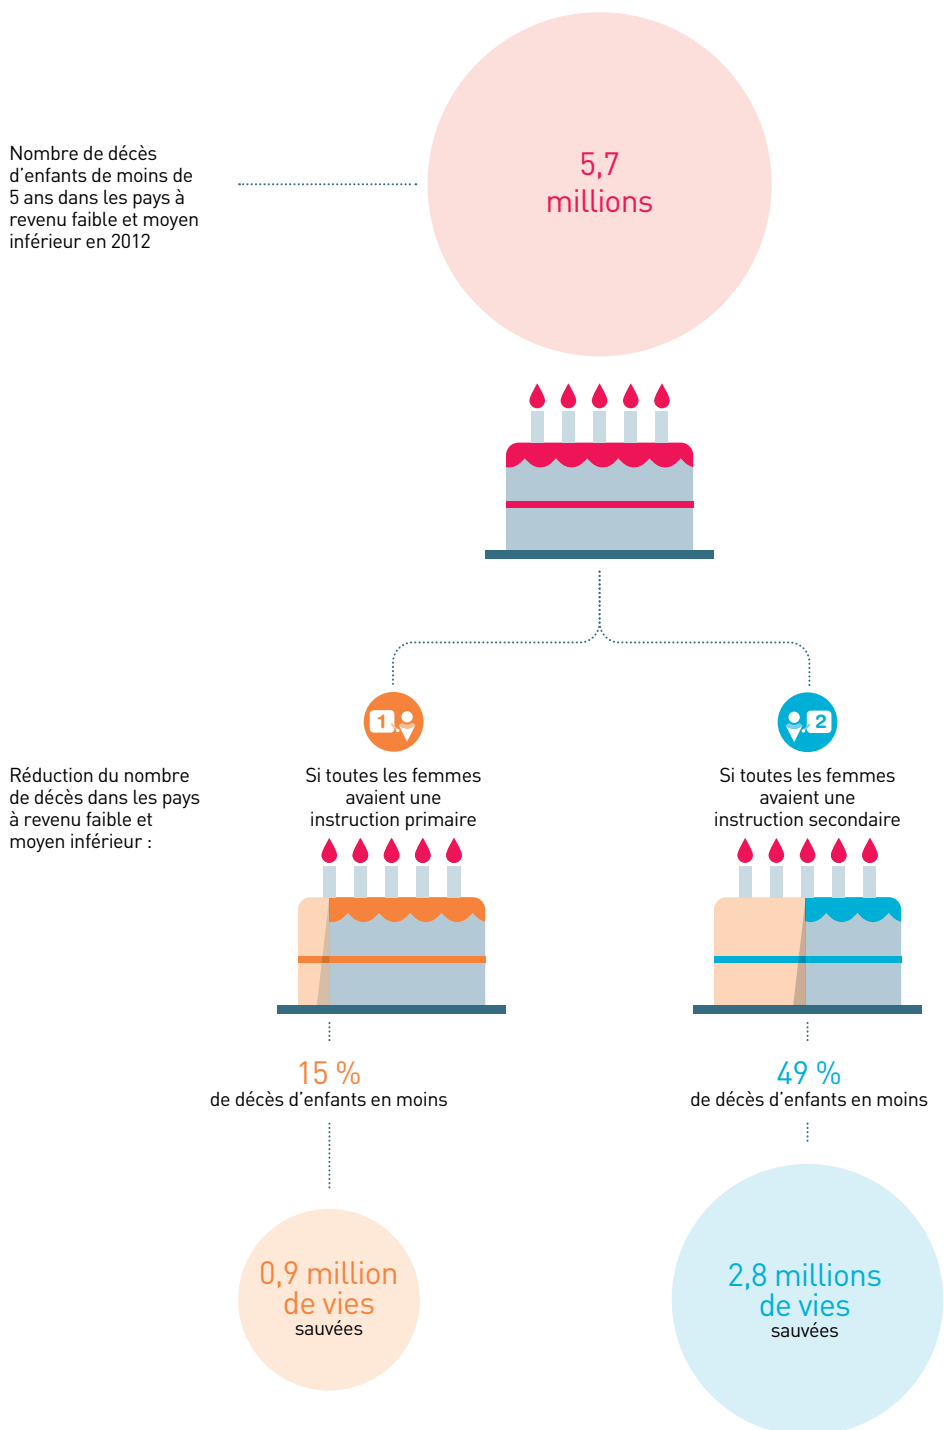 Nombre de décès
d’enfants de moins de
5 ans dans les pays à
revenu faible et moyen
inférieur en 2012
5,7
millions
Réduction du nombre
de décès dans les pays
à revenu faible et
moyen inférieur :
1
Si toutes les femmes
avaient une
instruction primaire
15 %
de décès d’enfants en moins
0,9 million
de vies
sauvées
2
Si toutes les femmes
avaient une
instruction secondaire
49 %
de décès d’enfants en moins
2,8 millions
de vies
sauvées